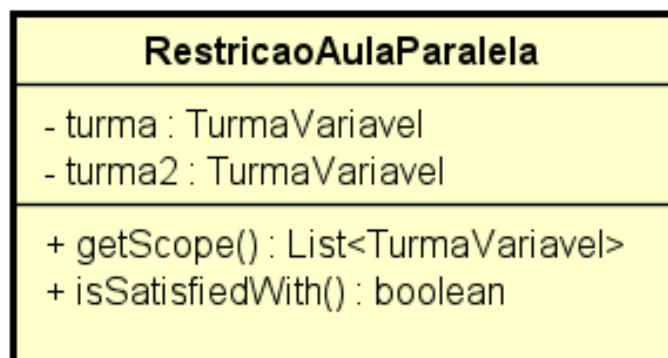 RestricaoAulaParalela
- turma : TurmaVariavel
- turma2 : TurmaVariavel
+ getScope() : List<TurmaVariavel>
+ isSatisfiedWith() : boolean